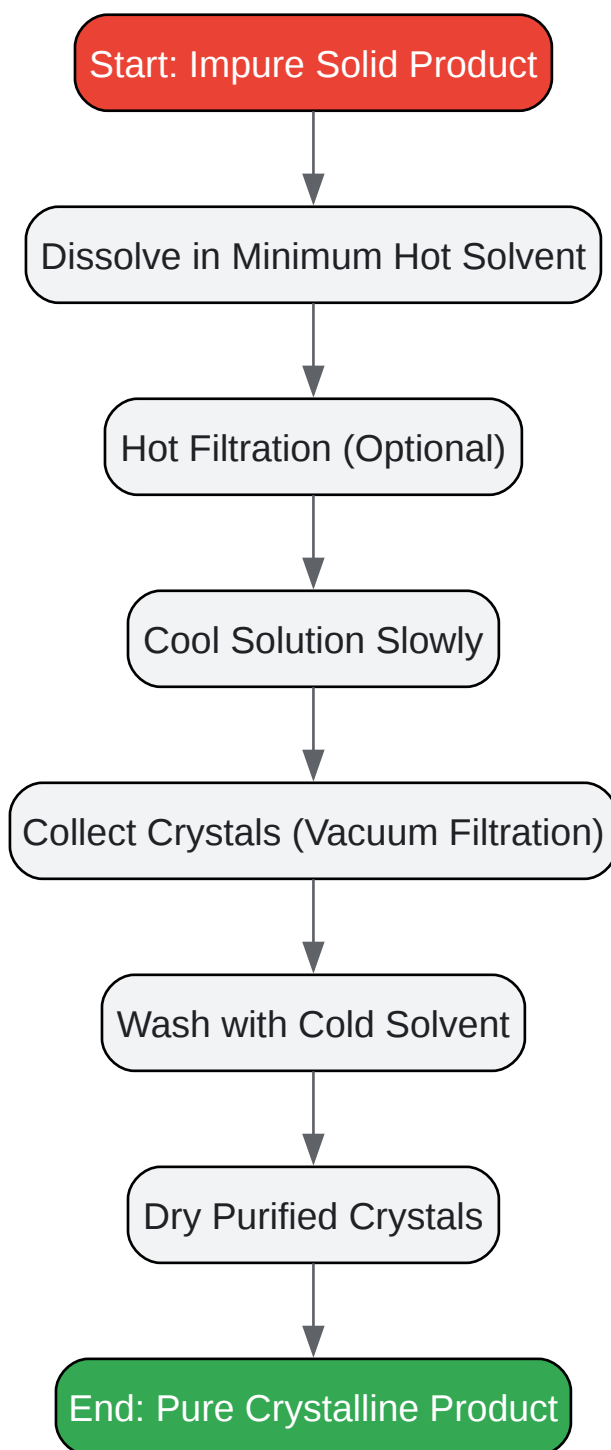 Start: Impure Solid Product
Dissolve in Minimum Hot Solvent
Hot Filtration (Optional)
Cool Solution Slowly
Collect Crystals (Vacuum Filtration)
Wash with Cold Solvent
Dry Purified Crystals
End: Pure Crystalline Product